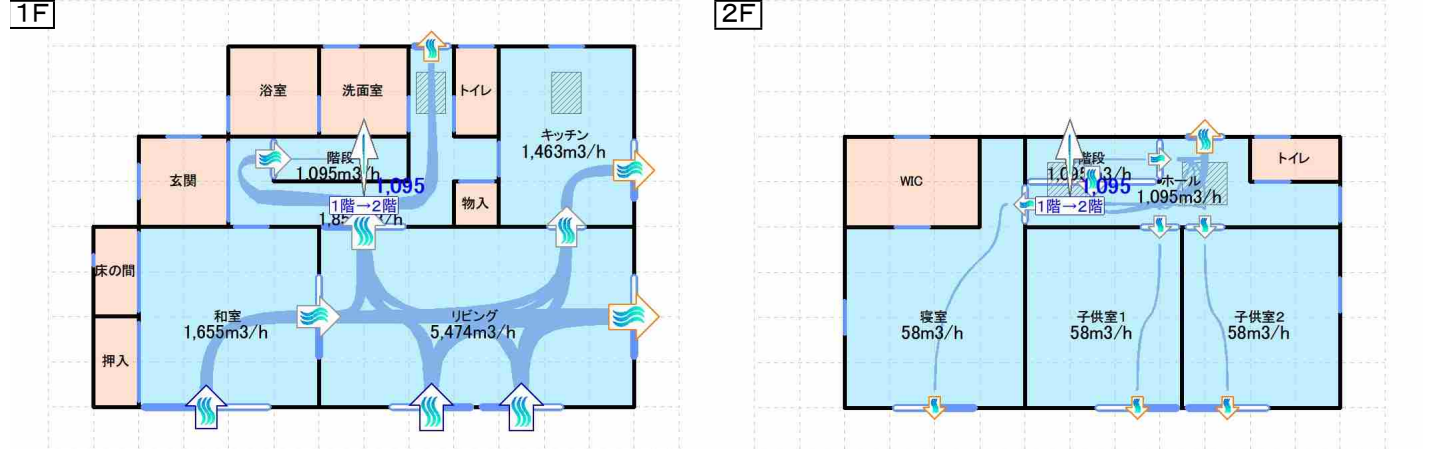 1F
浴室
洗面室
トイレ
キッチン
1,463m3/h
階段
1,095m3/h
玄関
1,095
1階→2階
物入
床の間
和室
1,655m3/h
リビング
5,474m3/h
押入
2F
WIC
階段
1,095m3/h
1,095
1階→2階
ホール
1,095m3/h
トイレ
寝室
58m3/h
子供室1
58m3/h
子供室2
58m3/h